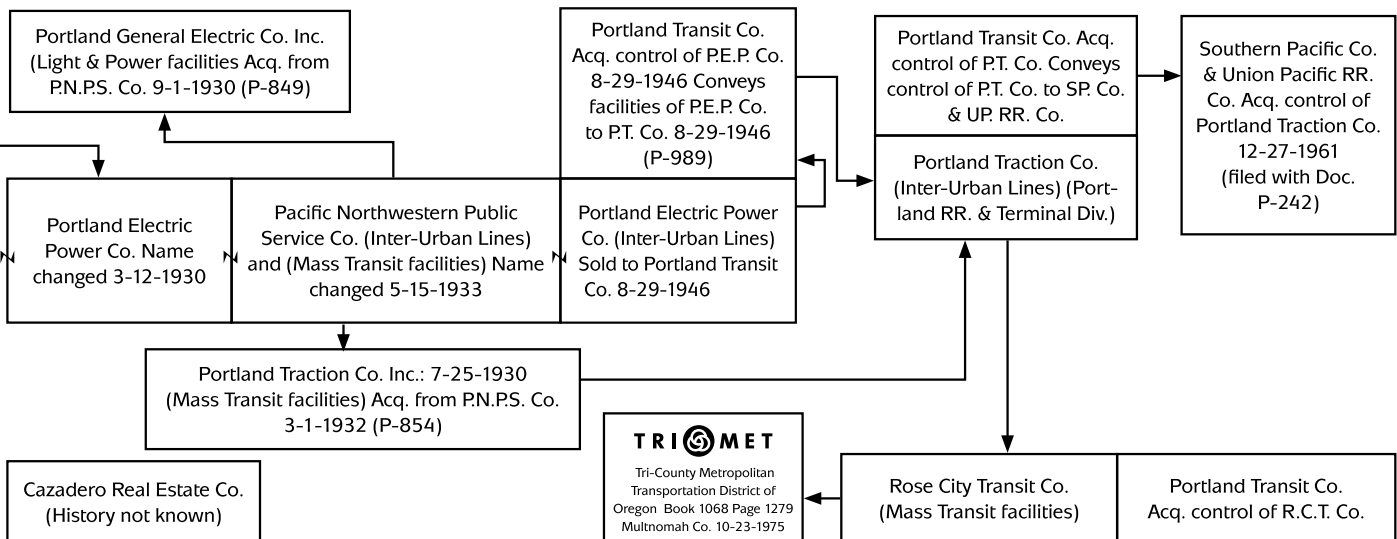 Portland General Electric Co. Inc.
(Light & Power facilities Acq. from
P.N.P.S. Co. 9-1-1930 (P-849)
Portland Transit Co.
Acq. control of P.E.P. Co.
8-29-1946 Conveys
facilities of P.E.P. Co.
to P.T. Co. 8-29-1946
(P-989)
Portland Transit Co. Acq.
control of P.T. Co. Conveys
control of P.T. Co. to SP. Co.
& UP. RR. Co.
Southern Pacific Co.
& Union Pacific RR.
Co. Acq. control of
Portland Traction Co.
12-27-1961
(filed with Doc.
P-242)
Portland Traction Co.
(Inter-Urban Lines) (Port-
land RR. & Terminal Div.)
Portland Electric
Power Co. Name
changed 3-12-1930
Pacific Northwestern Public
Service Co. (Inter-Urban Lines)
and (Mass Transit facilities) Name
changed 5-15-1933
Portland Electric Power
Co. (Inter-Urban Lines)
Sold to Portland Transit
Co. 8-29-1946
Portland Traction Co. Inc.: 7-25-1930
(Mass Transit facilities) Acq. from P.N.P.S. Co.
3-1-1932 (P-854)
Cazadero Real Estate Co.
(History not known)
TRI MET
Tri-County Metropolitan
Transportation District of
Oregon Book 1068 Page 1279
Multnomah Co. 10-23-1975
Rose City Transit Co.
(Mass Transit facilities)
Portland Transit Co.
Acq. control of R.C.T. Co.